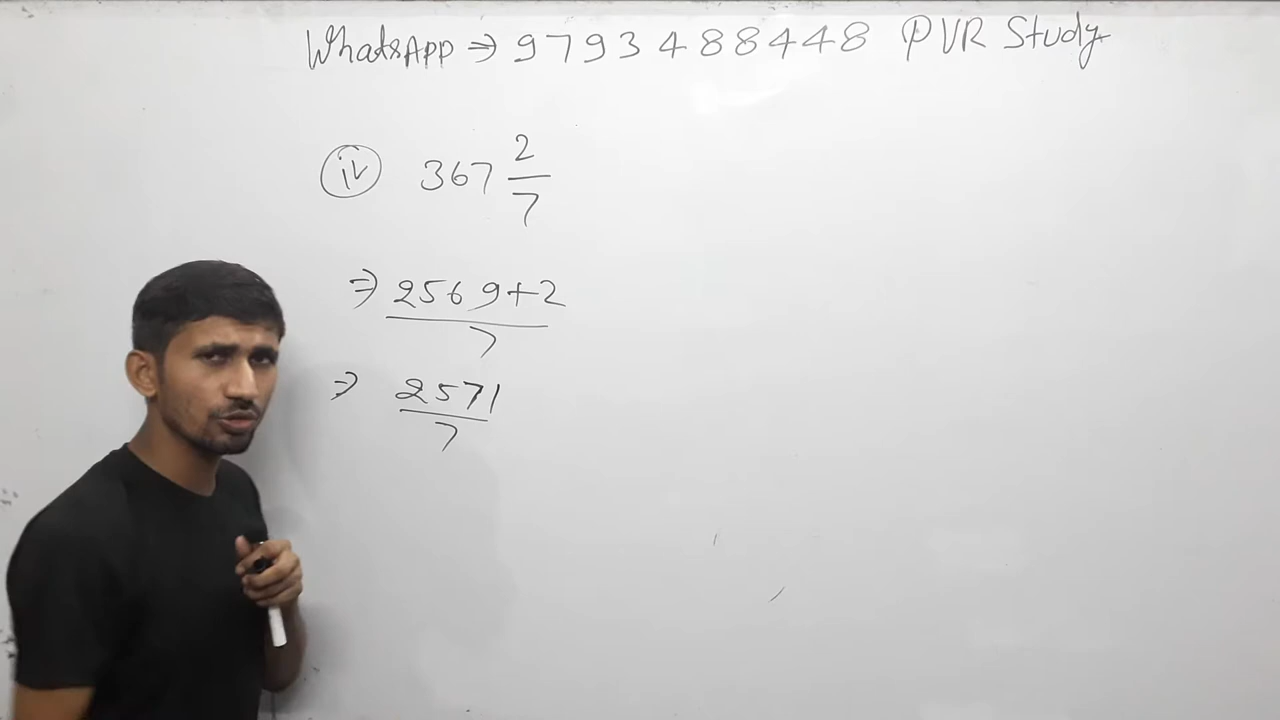 WhatsApp ⇒ 9793488448 PVR Study
iv 367 2/7
⇒ 2569+2/7
⇒ 2571/7